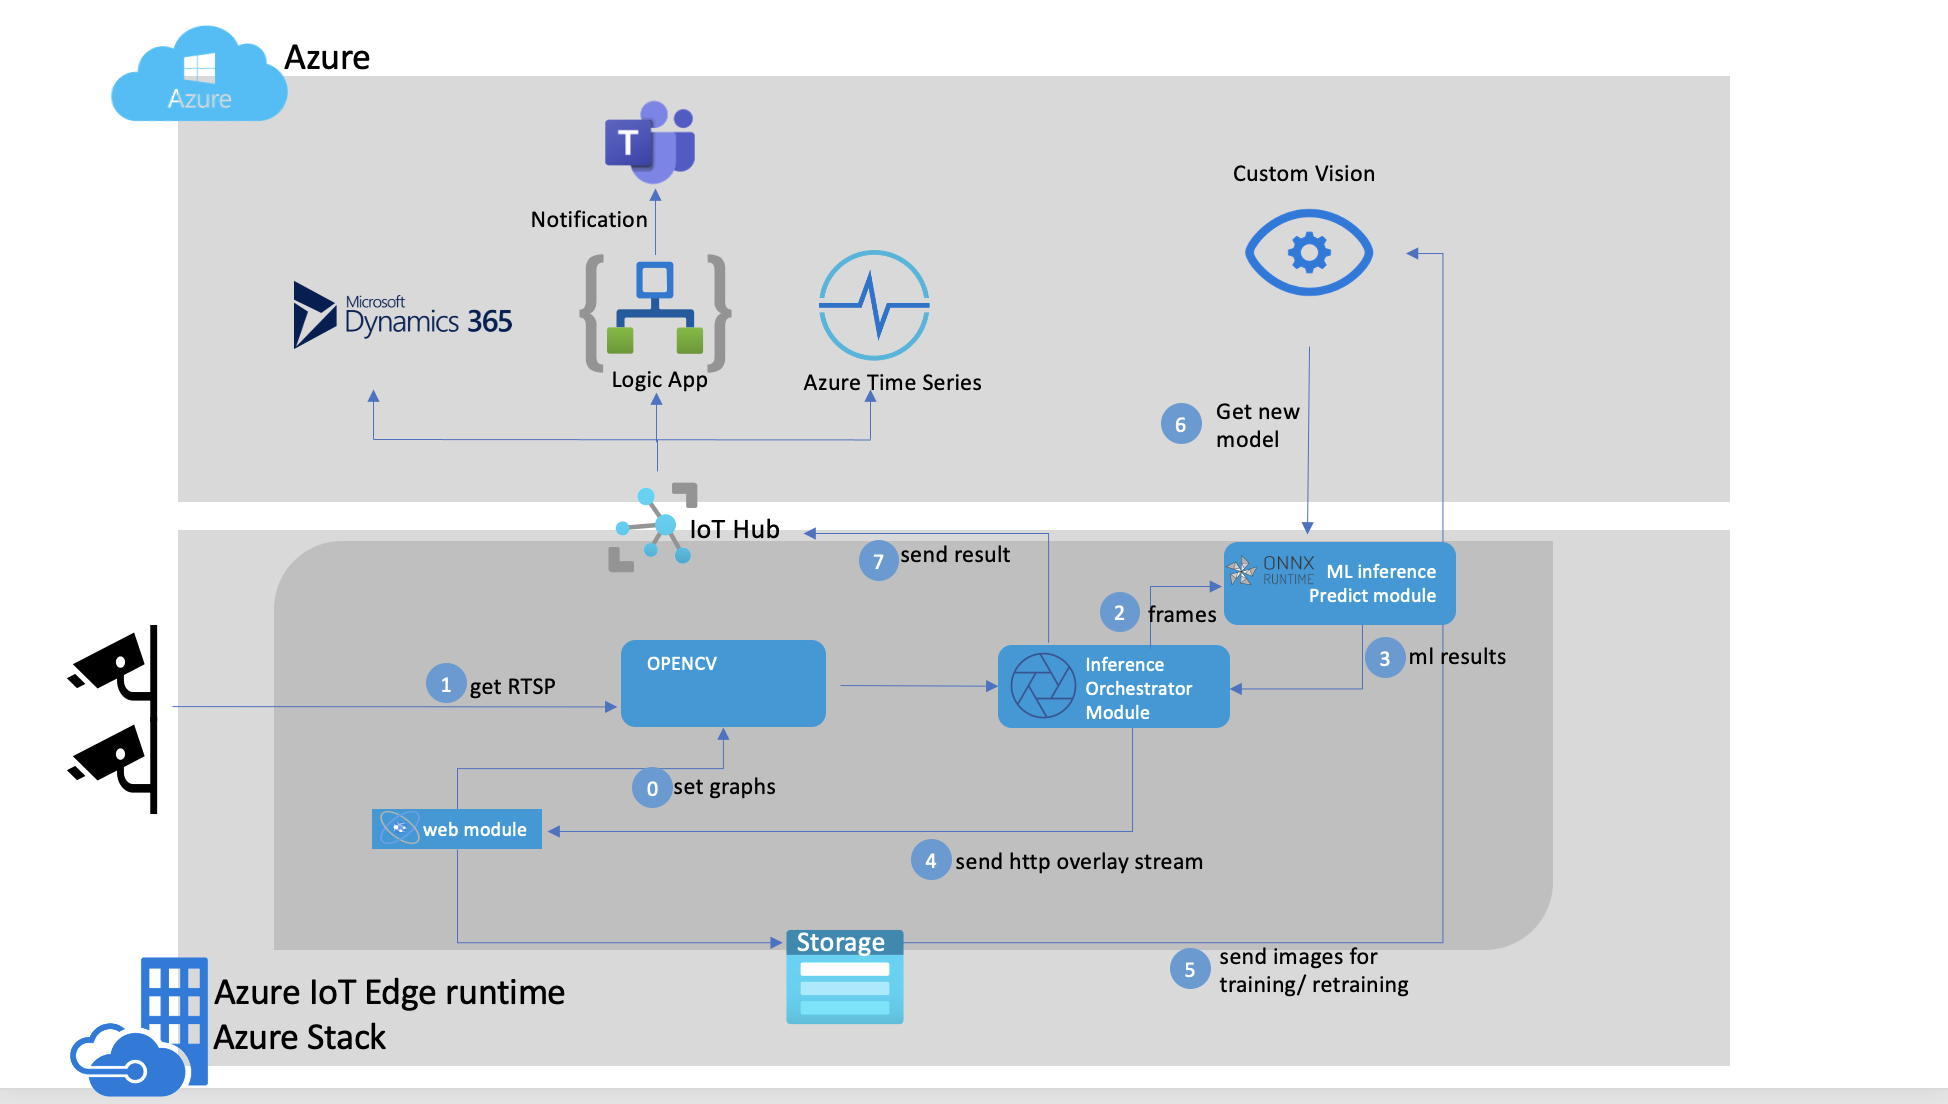 Azure
Azure
T
Notification
Custom Vision
Microsoft
Dynamics 365
Logic App
Azure Time Series
6
Get new
model
IoT Hub
7
send result
ONNX
RUNTIME
ML inference
Predict module
2
frames
3
ml results
1
get RTSP
OPENCV
Inference
Orchestrator
Module
0
set graphs
web module
4
send http overlay stream
Storage
5
send images for
training/ retraining
Azure IoT Edge runtime
Azure Stack